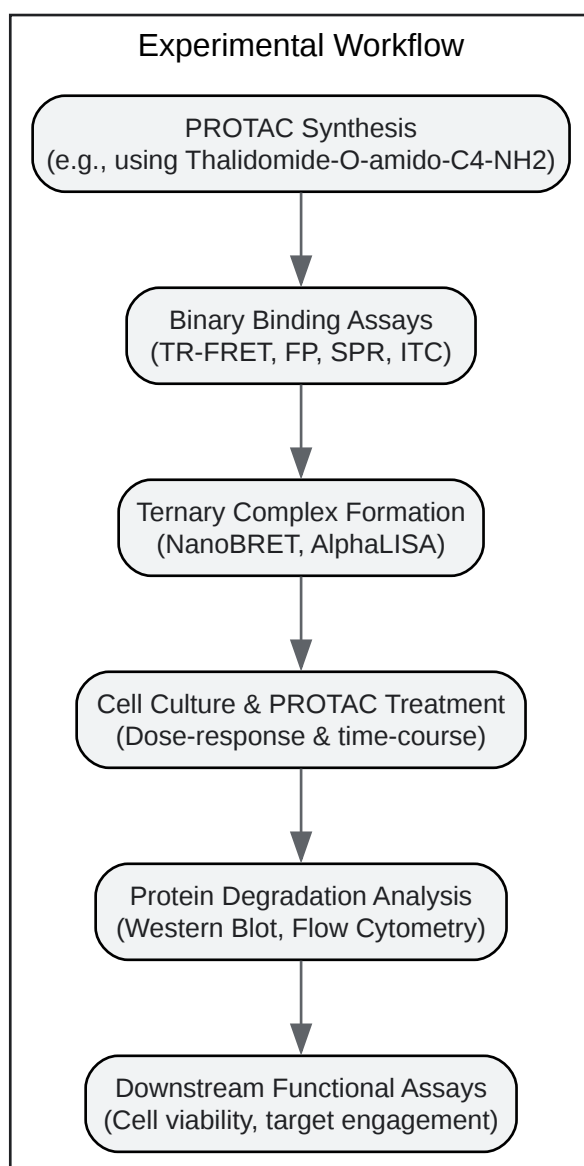 Experimental Workflow
PROTAC Synthesis
(e.g., using Thalidomide-O-amido-C4-NH2)
Binary Binding Assays
(TR-FRET, FP, SPR, ITC)
Ternary Complex Formation
(NanoBRET, AlphaLISA)
Cell Culture & PROTAC Treatment
(Dose-response & time-course)
Protein Degradation Analysis
(Western Blot, Flow Cytometry)
Downstream Functional Assays
(Cell viability, target engagement)